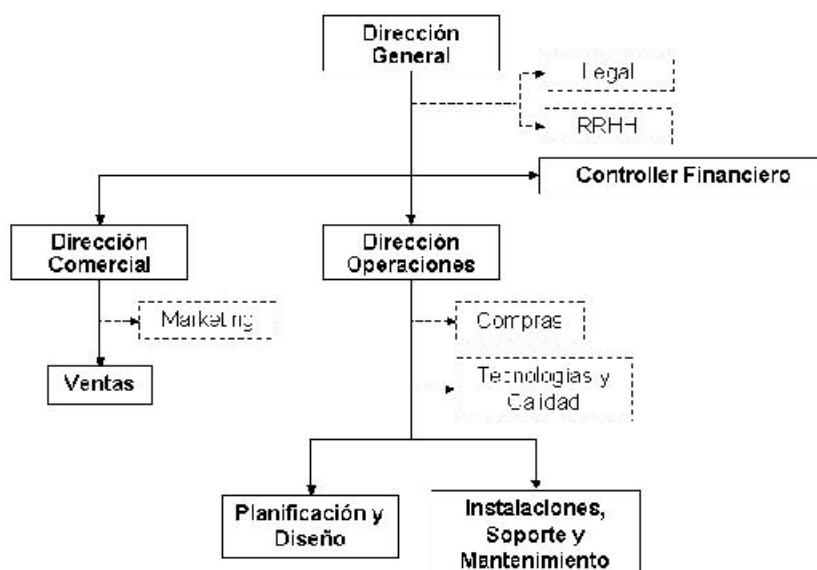 Dirección
General
Legal
RRHH
Controller Financiero
Dirección
Comercial
Dirección
Operaciones
Marketing
Compras
Ventas
Tecnologías y
Calidad
Planificación y
Diseño
Instalaciones,
Soporte y
Mantenimiento